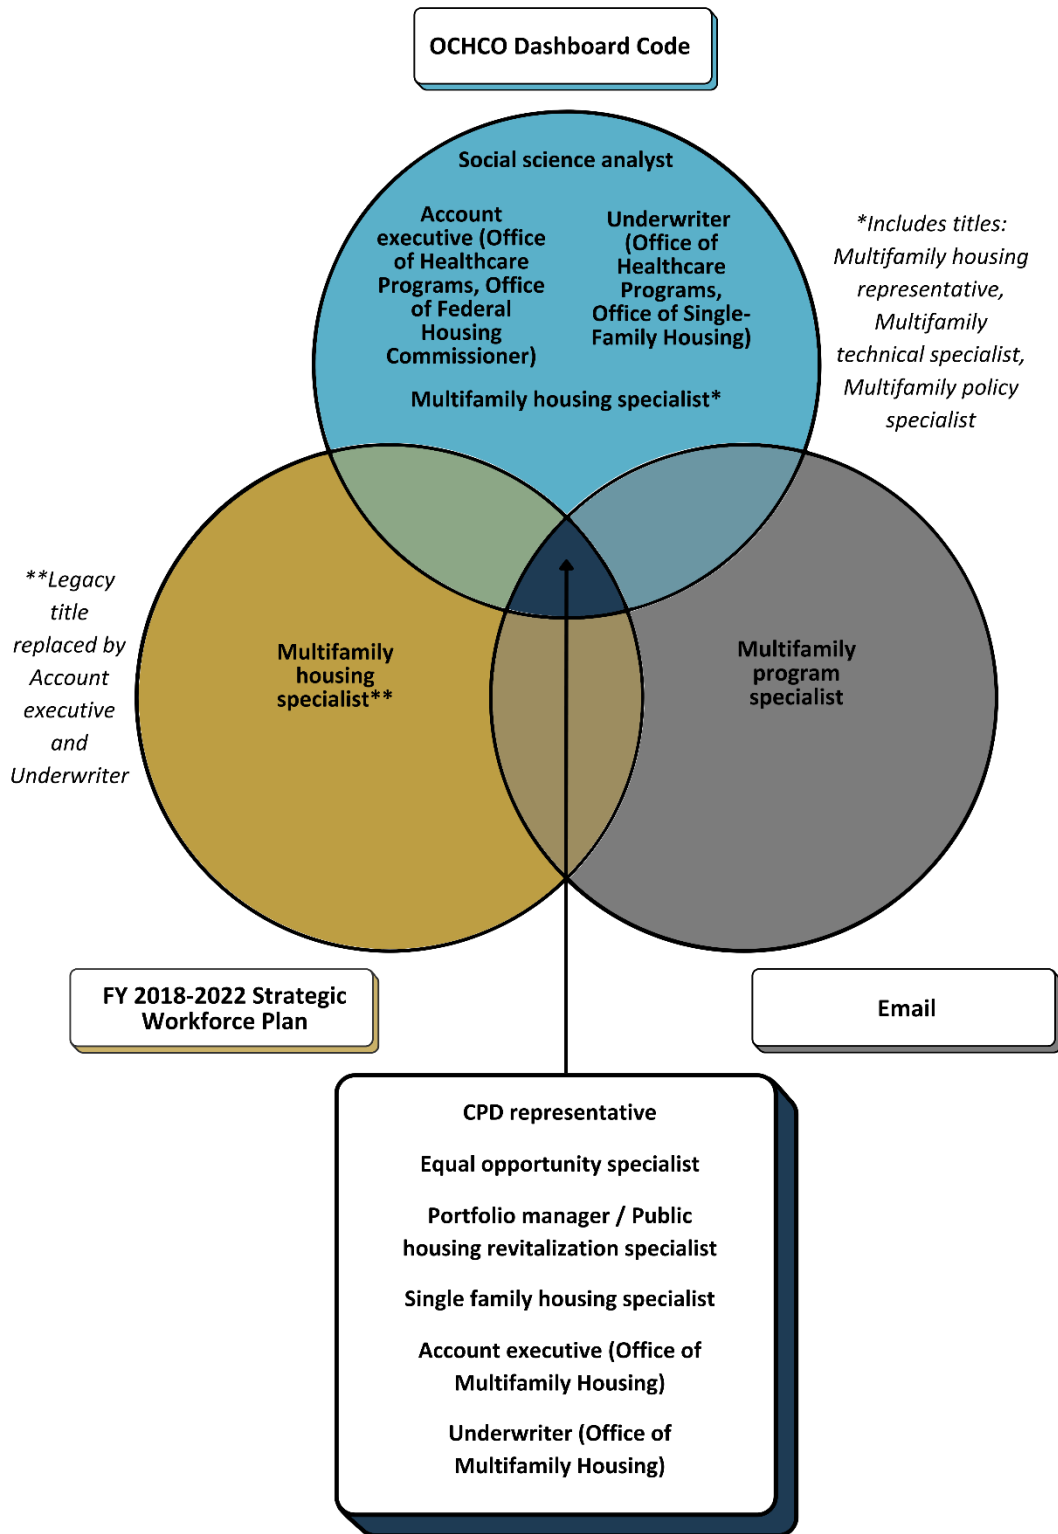 OCHCO Dashboard Code
Social science analyst
Account
executive (Office
of Healthcare
Programs, Office
of Federal
Housing
Commissioner)
Underwriter
(Office of
Healthcare
Programs,
Office of Single-
Family Housing)
Multifamily housing specialist*
*Includes titles:
Multifamily housing
representative,
Multifamily
technical specialist,
Multifamily policy
specialist
**Legacy
title
replaced by
Account
executive
and
Underwriter
Multifamily
housing
specialist**
Multifamily
program
specialist
FY 2018-2022 Strategic
Workforce Plan
Email
CPD representative
Equal opportunity specialist
Portfolio manager / Public
housing revitalization specialist
Single family housing specialist
Account executive (Office of
Multifamily Housing)
Underwriter (Office of
Multifamily Housing)